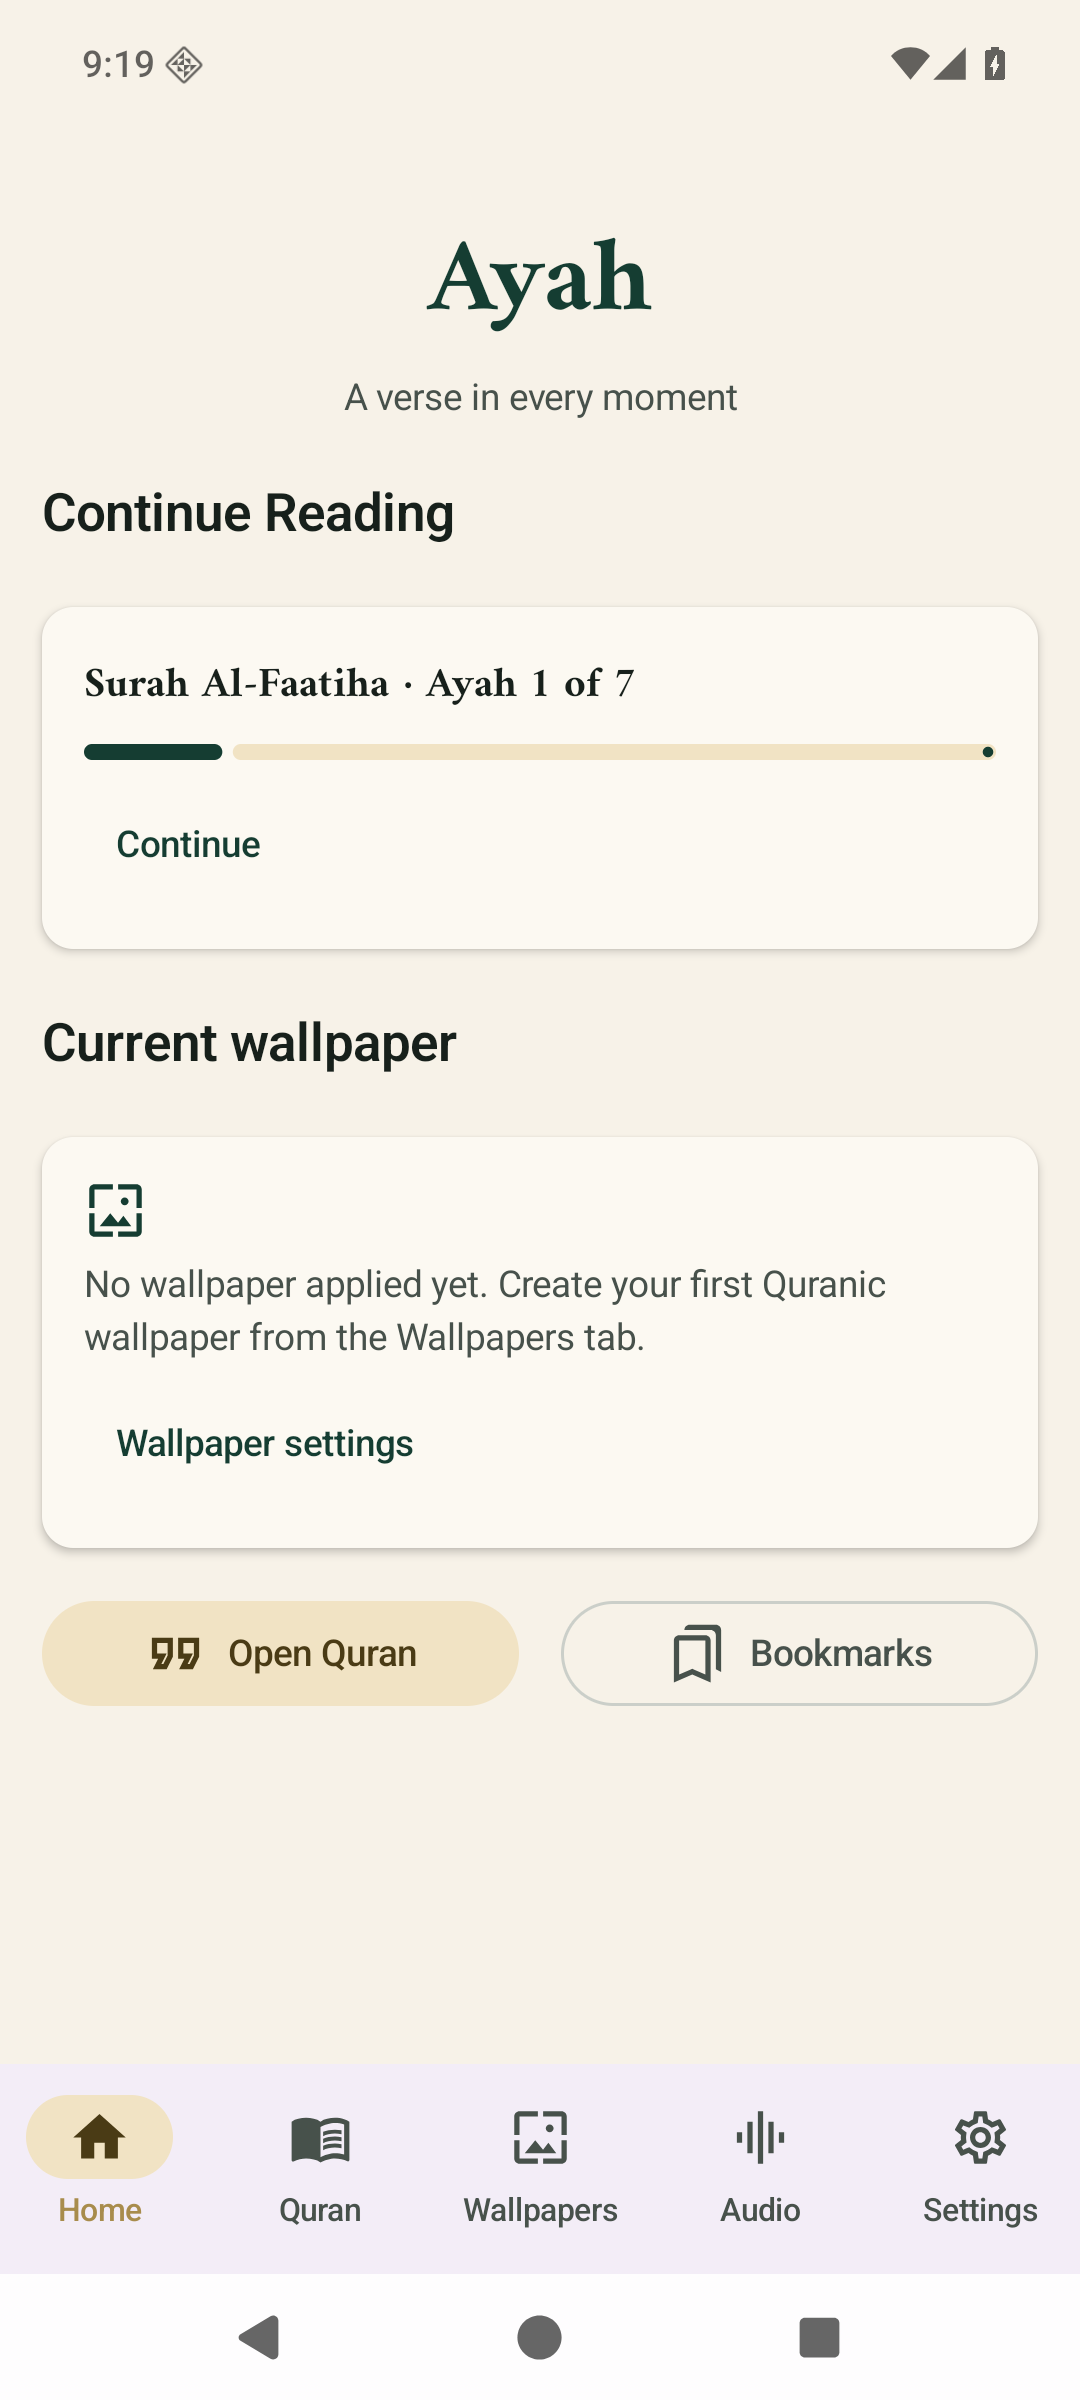 9:19
Ayah
A verse in every moment
Continue Reading
Surah Al-Faatiha · Ayah 1 of 7
Continue
Current wallpaper
No wallpaper applied yet. Create your first Quranic
wallpaper from the Wallpapers tab.
Wallpaper settings
Open Quran
Bookmarks
Home
Quran
Wallpapers
Audio
Settings